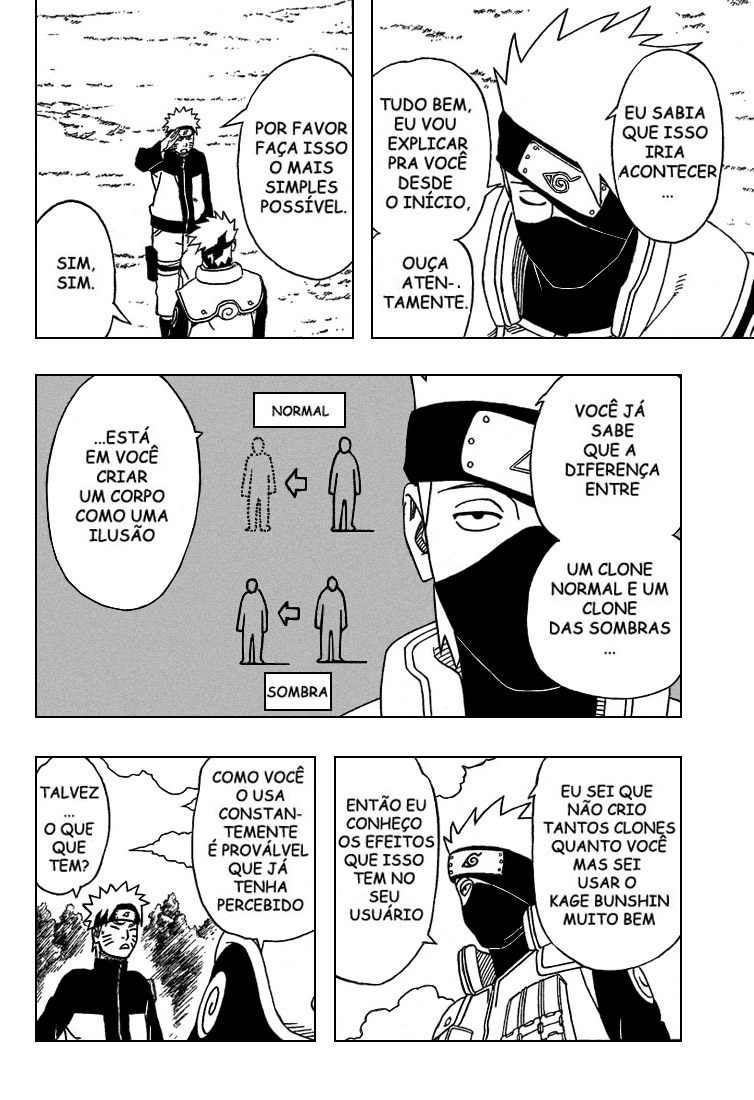 EU SABIA
QUE ISSO
IRIA
ACONTECER
...
TUDO BEM,
EU VOU
EXPLICAR
PRA VOCÊ
DESDE
O INÍCIO,
OUÇA
ATEN-.
TAMENTE.
POR FAVOR
FAÇA ISSO
O MAIS
SIMPLES
POSSÍVEL.
SIM,
SIM.
VOCÊ JÁ
SABE
QUE A
DIFERENÇA
ENTRE
UM CLONE
NORMAL E UM
CLONE
DAS SOMBRAS
...
NORMAL
SOMBRA
...ESTÁ
EM VOCÊ
CRIAR
UM CORPO
COMO UMA
ILUSÃO
EU SEI QUE
NÃO CRIO
TANTOS CLONES
QUANTO VOCÊ
MAS SEI
USAR O
KAGE BUNSHIN
MUITO BEM
ENTÃO EU
CONHEÇO
OS EFEITOS
QUE ISSO
TEM NO
SEU
USUÁRIO
COMO VOCÊ
O USA
CONSTAN-
TEMENTE
É PROVÁLVEL
QUE JÁ
TENHA
PERCEBIDO
TALVEZ
...
O QUE
QUE
TEM?